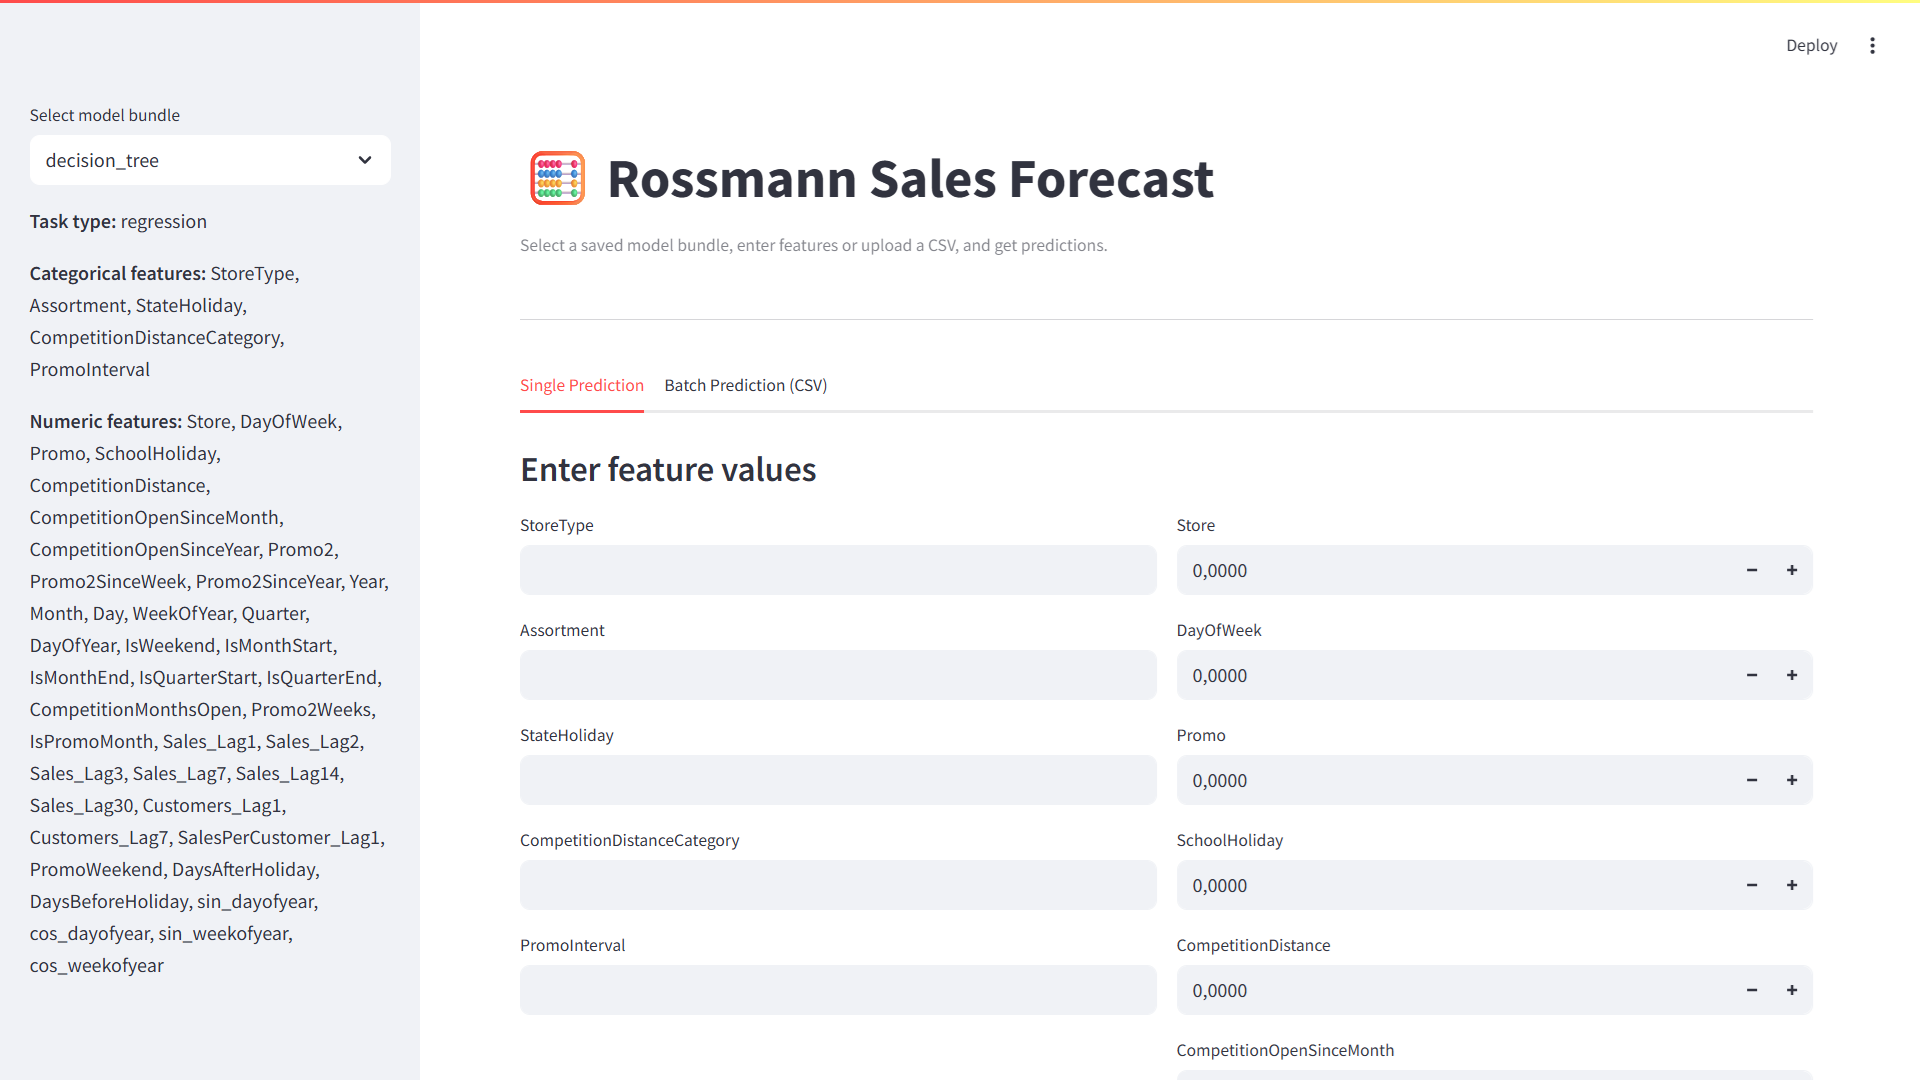 Deploy
Select model bundle
decision_tree
Task type: regression
Categorical features: StoreType,
Assortment, StateHoliday,
CompetitionDistanceCategory,
PromoInterval
Numeric features: Store, DayOfWeek,
Promo, SchoolHoliday,
CompetitionDistance,
CompetitionOpenSinceMonth,
CompetitionOpenSinceYear, Promo2,
Promo2SinceWeek, Promo2SinceYear, Year,
Month, Day, WeekOfYear, Quarter,
DayOfYear, IsWeekend, IsMonthStart,
IsMonthEnd, IsQuarterStart, IsQuarterEnd,
CompetitionMonthsOpen, Promo2Weeks,
IsPromoMonth, Sales_Lag1, Sales_Lag2,
Sales_Lag3, Sales_Lag7, Sales_Lag14,
Sales_Lag30, Customers_Lag1,
Customers_Lag7, SalesPerCustomer_Lag1,
PromoWeekend, DaysAfterHoliday,
DaysBeforeHoliday, sin_dayofyear,
cos_dayofyear, sin_weekofyear,
cos_weekofyear
Rossmann Sales Forecast
Select a saved model bundle, enter features or upload a CSV, and get predictions.
Single Prediction
Batch Prediction (CSV)
Enter feature values
StoreType
Assortment
StateHoliday
CompetitionDistanceCategory
PromoInterval
Store
0,0000
DayOfWeek
0,0000
Promo
0,0000
SchoolHoliday
0,0000
CompetitionDistance
0,0000
CompetitionOpenSinceMonth